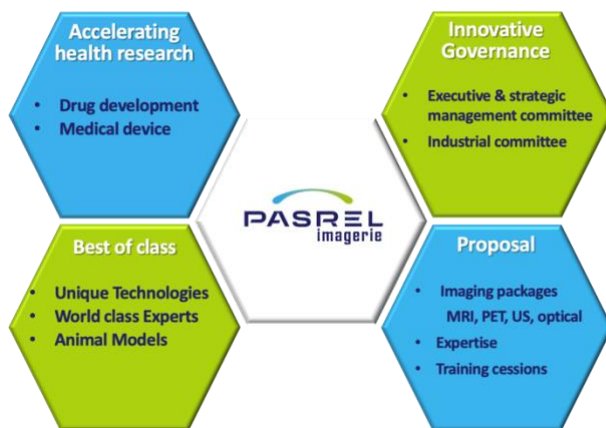 Accelerating
health research
• Drug development
• Medical device
Innovative
Governance
• Executive & strategic
management committee
• Industrial committee
PASREL
imagerie
Best of class
• Unique Technologies
• World class Experts
• Animal Models
Proposal
• Imaging packages
MRI, PET, US, optical
• Expertise
• Training cessions